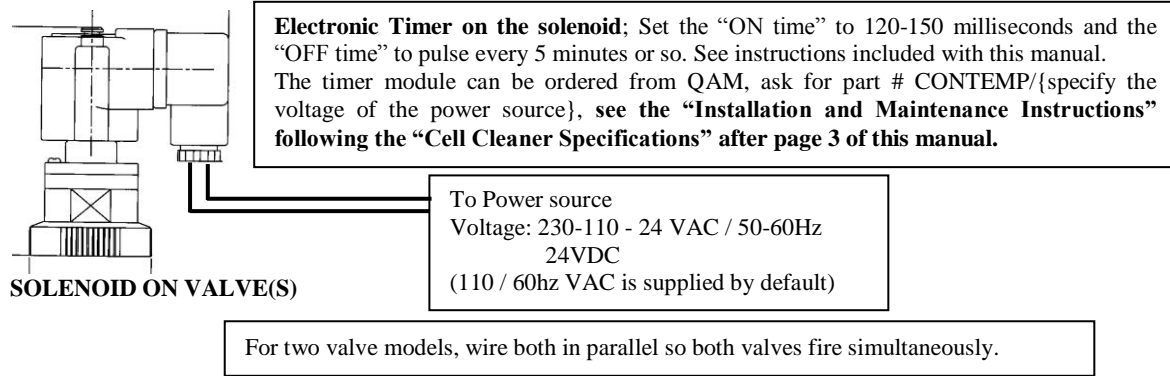 Electronic Timer on the solenoid; Set the “ON time” to 120-150 milliseconds and the
“OFF time” to pulse every 5 minutes or so. See instructions included with this manual.
The timer module can be ordered from QAM, ask for part # CONTEMP/{specify the
voltage of the power source}, see the “Installation and Maintenance Instructions”
following the “Cell Cleaner Specifications” after page 3 of this manual.
To Power source
Voltage: 230-110 - 24 VAC / 50-60Hz
24VDC
(110 / 60hz VAC is supplied by default)
SOLENOID ON VALVE(S)
For two valve models, wire both in parallel so both valves fire simultaneously.